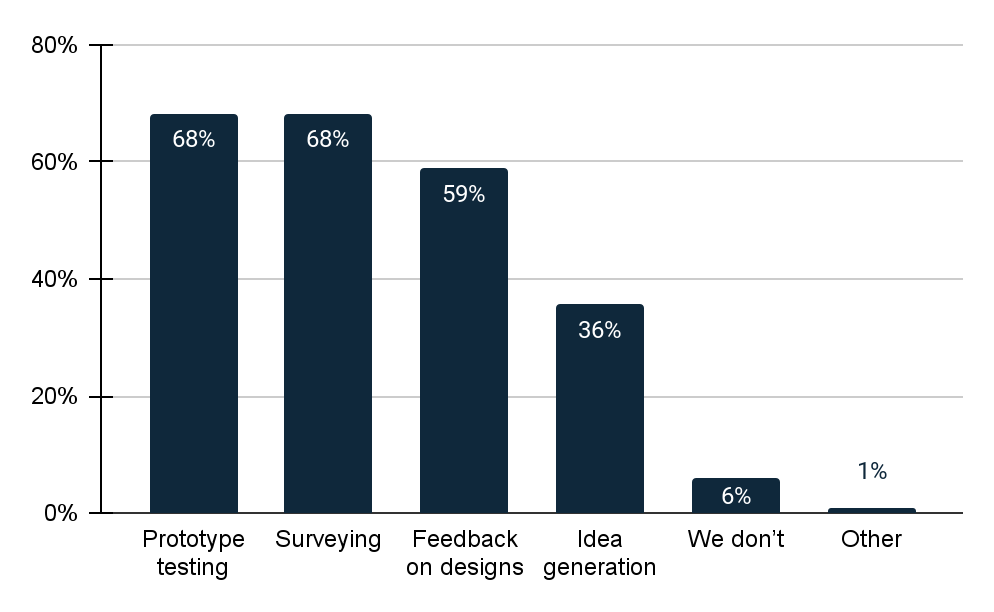 80%
60%
40%
20%
0%
68%
68%
59%
36%
6%
1%
Prototype
testing
Surveying
Feedback
on designs
Idea
generation
We don’t
Other